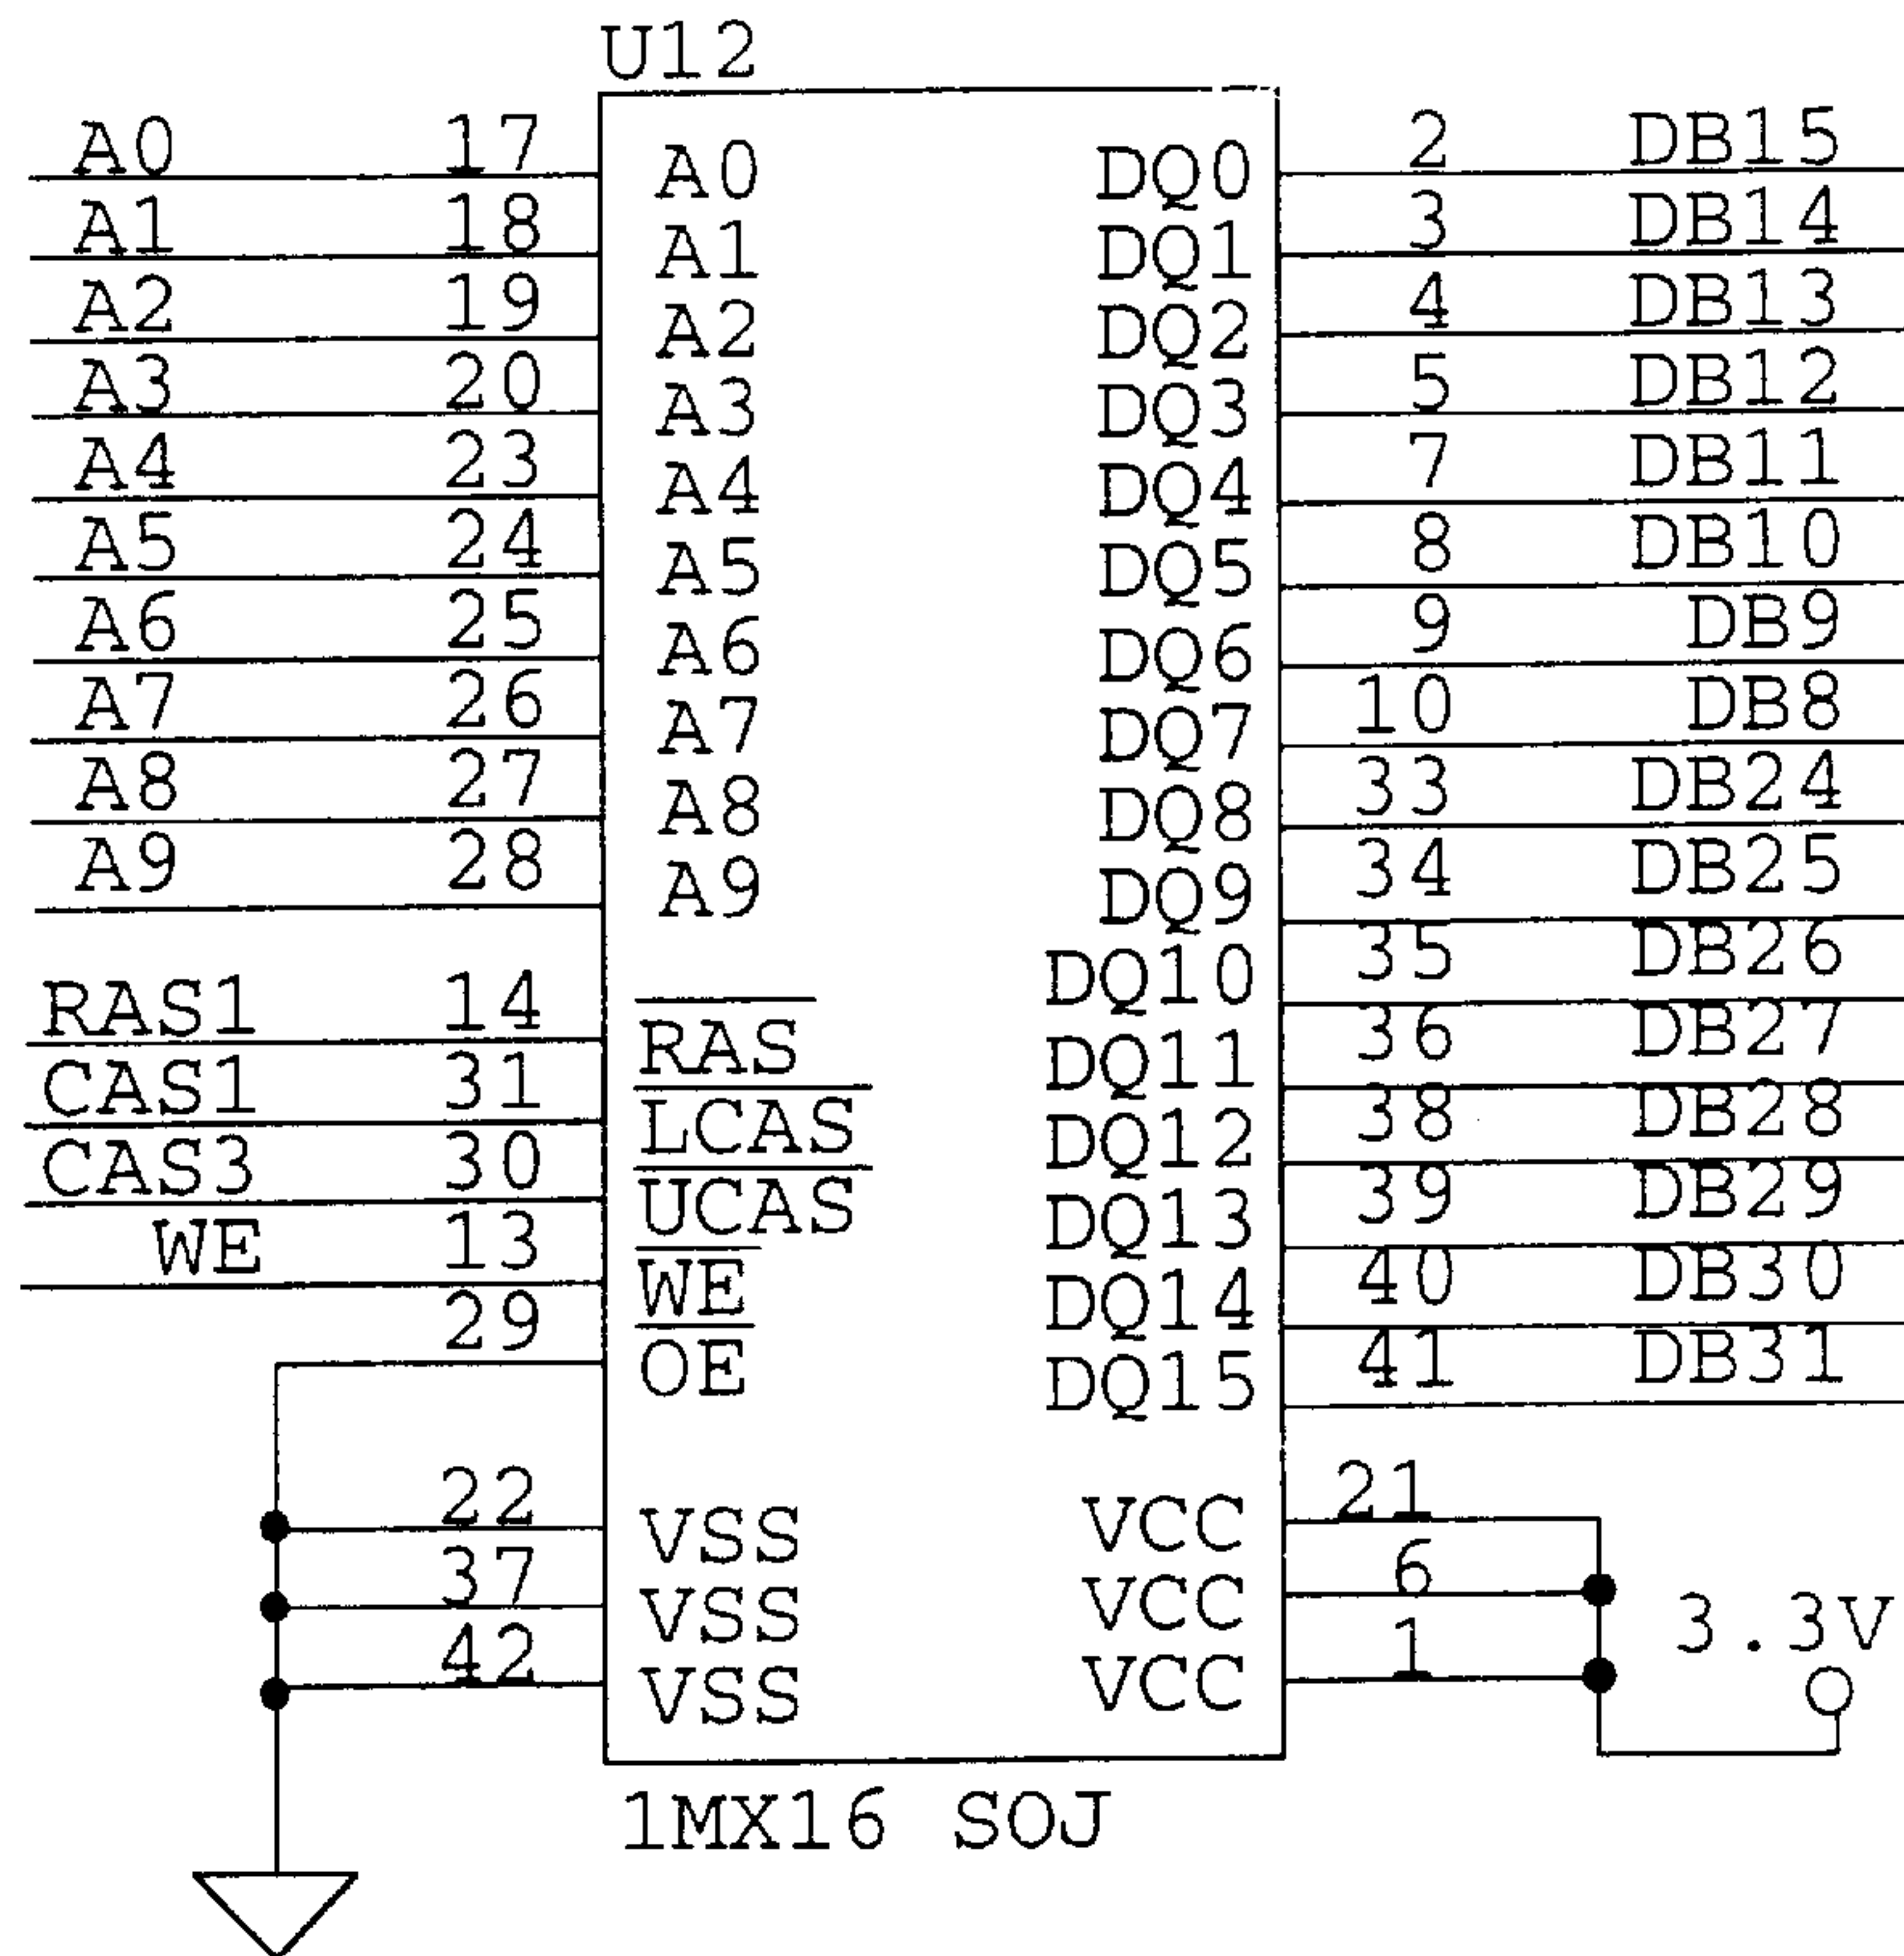 U12
A0 17 A0 DQ0 2 DB15
A1 18 A1 DQ1 3 DB14
A2 19 A2 DQ2 4 DB13
A3 20 A3 DQ3 5 DB12
A4 23 A4 DQ4 7 DB11
A5 24 A5 DQ5 8 DB10
A6 25 A6 DQ6 9 DB9
A7 26 A7 DQ7 10 DB8
A8 27 A8 DQ8 33 DB24
A9 28 A9 DQ9 34 DB25
DQ10 35 DB26
RAS1 14 RAS DQ11 36 DB27
CAS1 31 LCAS DQ12 38 DB28
CAS3 30 UCAS DQ13 39 DB29
WE 13 WE DQ14 40 DB30
29 OE DQ15 41 DB31
22 VSS VCC 21
37 VSS VCC 6
42 VSS VCC 1
3.3V
1MX16 SOJ